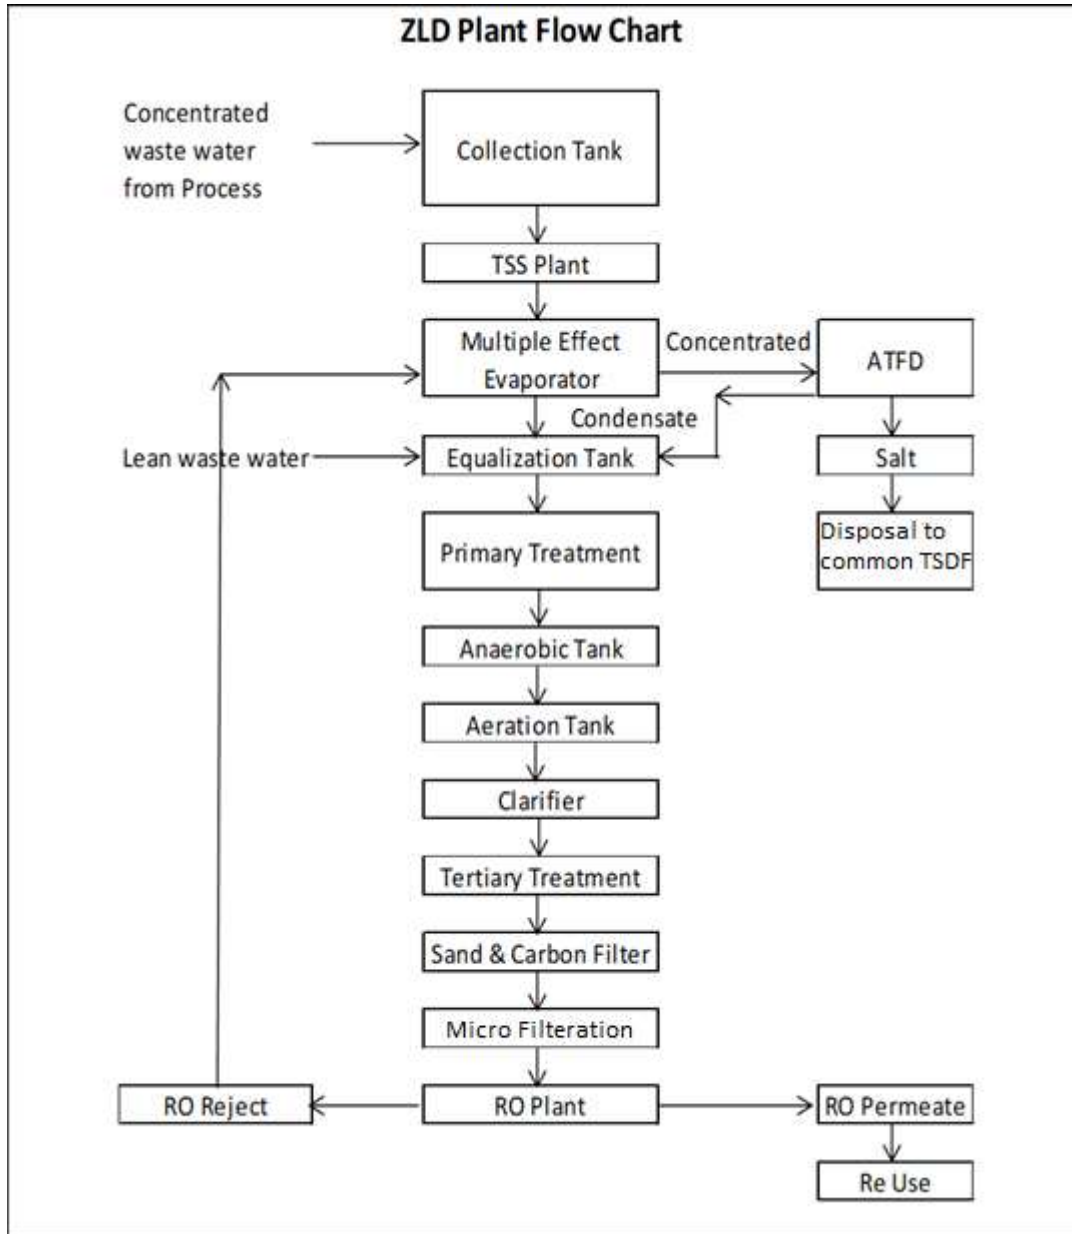 ZLD Plant Flow Chart
Concentrated
waste water
from Process
Collection Tank
TSS Plant
Multiple Effect
Evaporator
Concentrated
ATFD
Condensate
Lean waste water
Equalization Tank
Salt
Primary Treatment
Disposal to
common TSDF
Anaerobic Tank
Aeration Tank
Clarifier
Tertiary Treatment
Sand & Carbon Filter
Micro Filteration
RO Reject
RO Plant
RO Permeate
Re Use